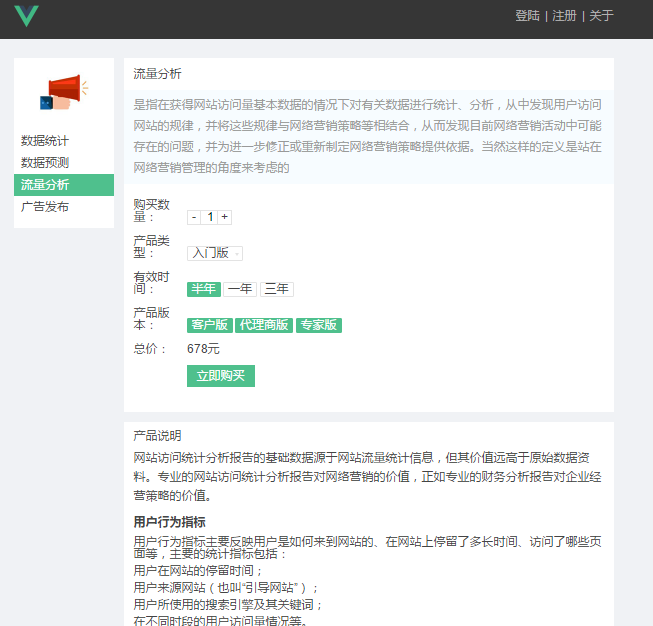 登陆 | 注册 | 关于
数据统计
数据预测
流量分析
广告发布
流量分析
是指在获得网站访问量基本数据的情况下对有关数据进行统计、分析，从中发现用户访问
网站的规律，并将这些规律与网络营销策略等相结合，从而发现目前网络营销活动中可能
存在的问题，并为进一步修正或重新制定网络营销策略提供依据。当然这样的定义是站在
网络营销管理的角度来考虑的
购买数
量：
- 1 +
产品类
型：
入门版
有效时
间：
半年 一年 三年
产品版
本：
客户版 代理商版 专家版
总价： 678元
立即购买
产品说明
网站访问统计分析报告的基础数据源于网站流量统计信息，但其价值远高于原始数据资
料。专业的网站访问统计分析报告对网络营销的价值，正如专业的财务分析报告对企业经
营策略的价值。
用户行为指标
用户行为指标主要反映用户是如何来到网站的、在网站上停留了多长时间、访问了哪些页
面等，主要的统计指标包括：
用户在网站的停留时间；
用户来源网站（也叫“引导网站”）；
用户所使用的搜索引擎及其关键词；
在不同时段的用户访问量情况等。